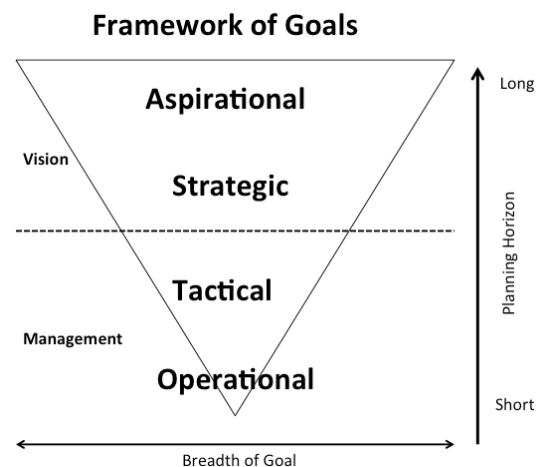 Framework of Goals
Long
Aspirational
Vision
Strategic
Planning Horizon
Tactical
Management
Operational
Short
Breadth of Goal